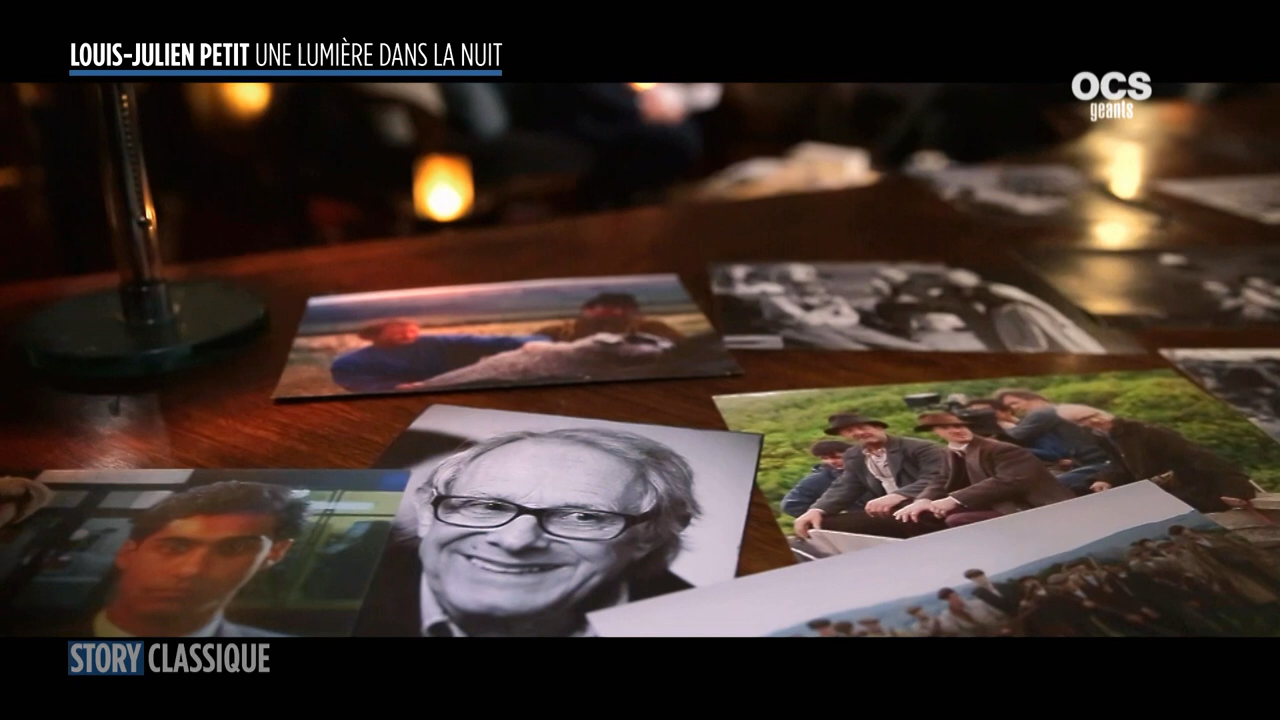 LOUIS-JULIEN PETIT UNE LUMIÈRE DANS LA NUIT
OCS
géants
STORY CLASSIQUE